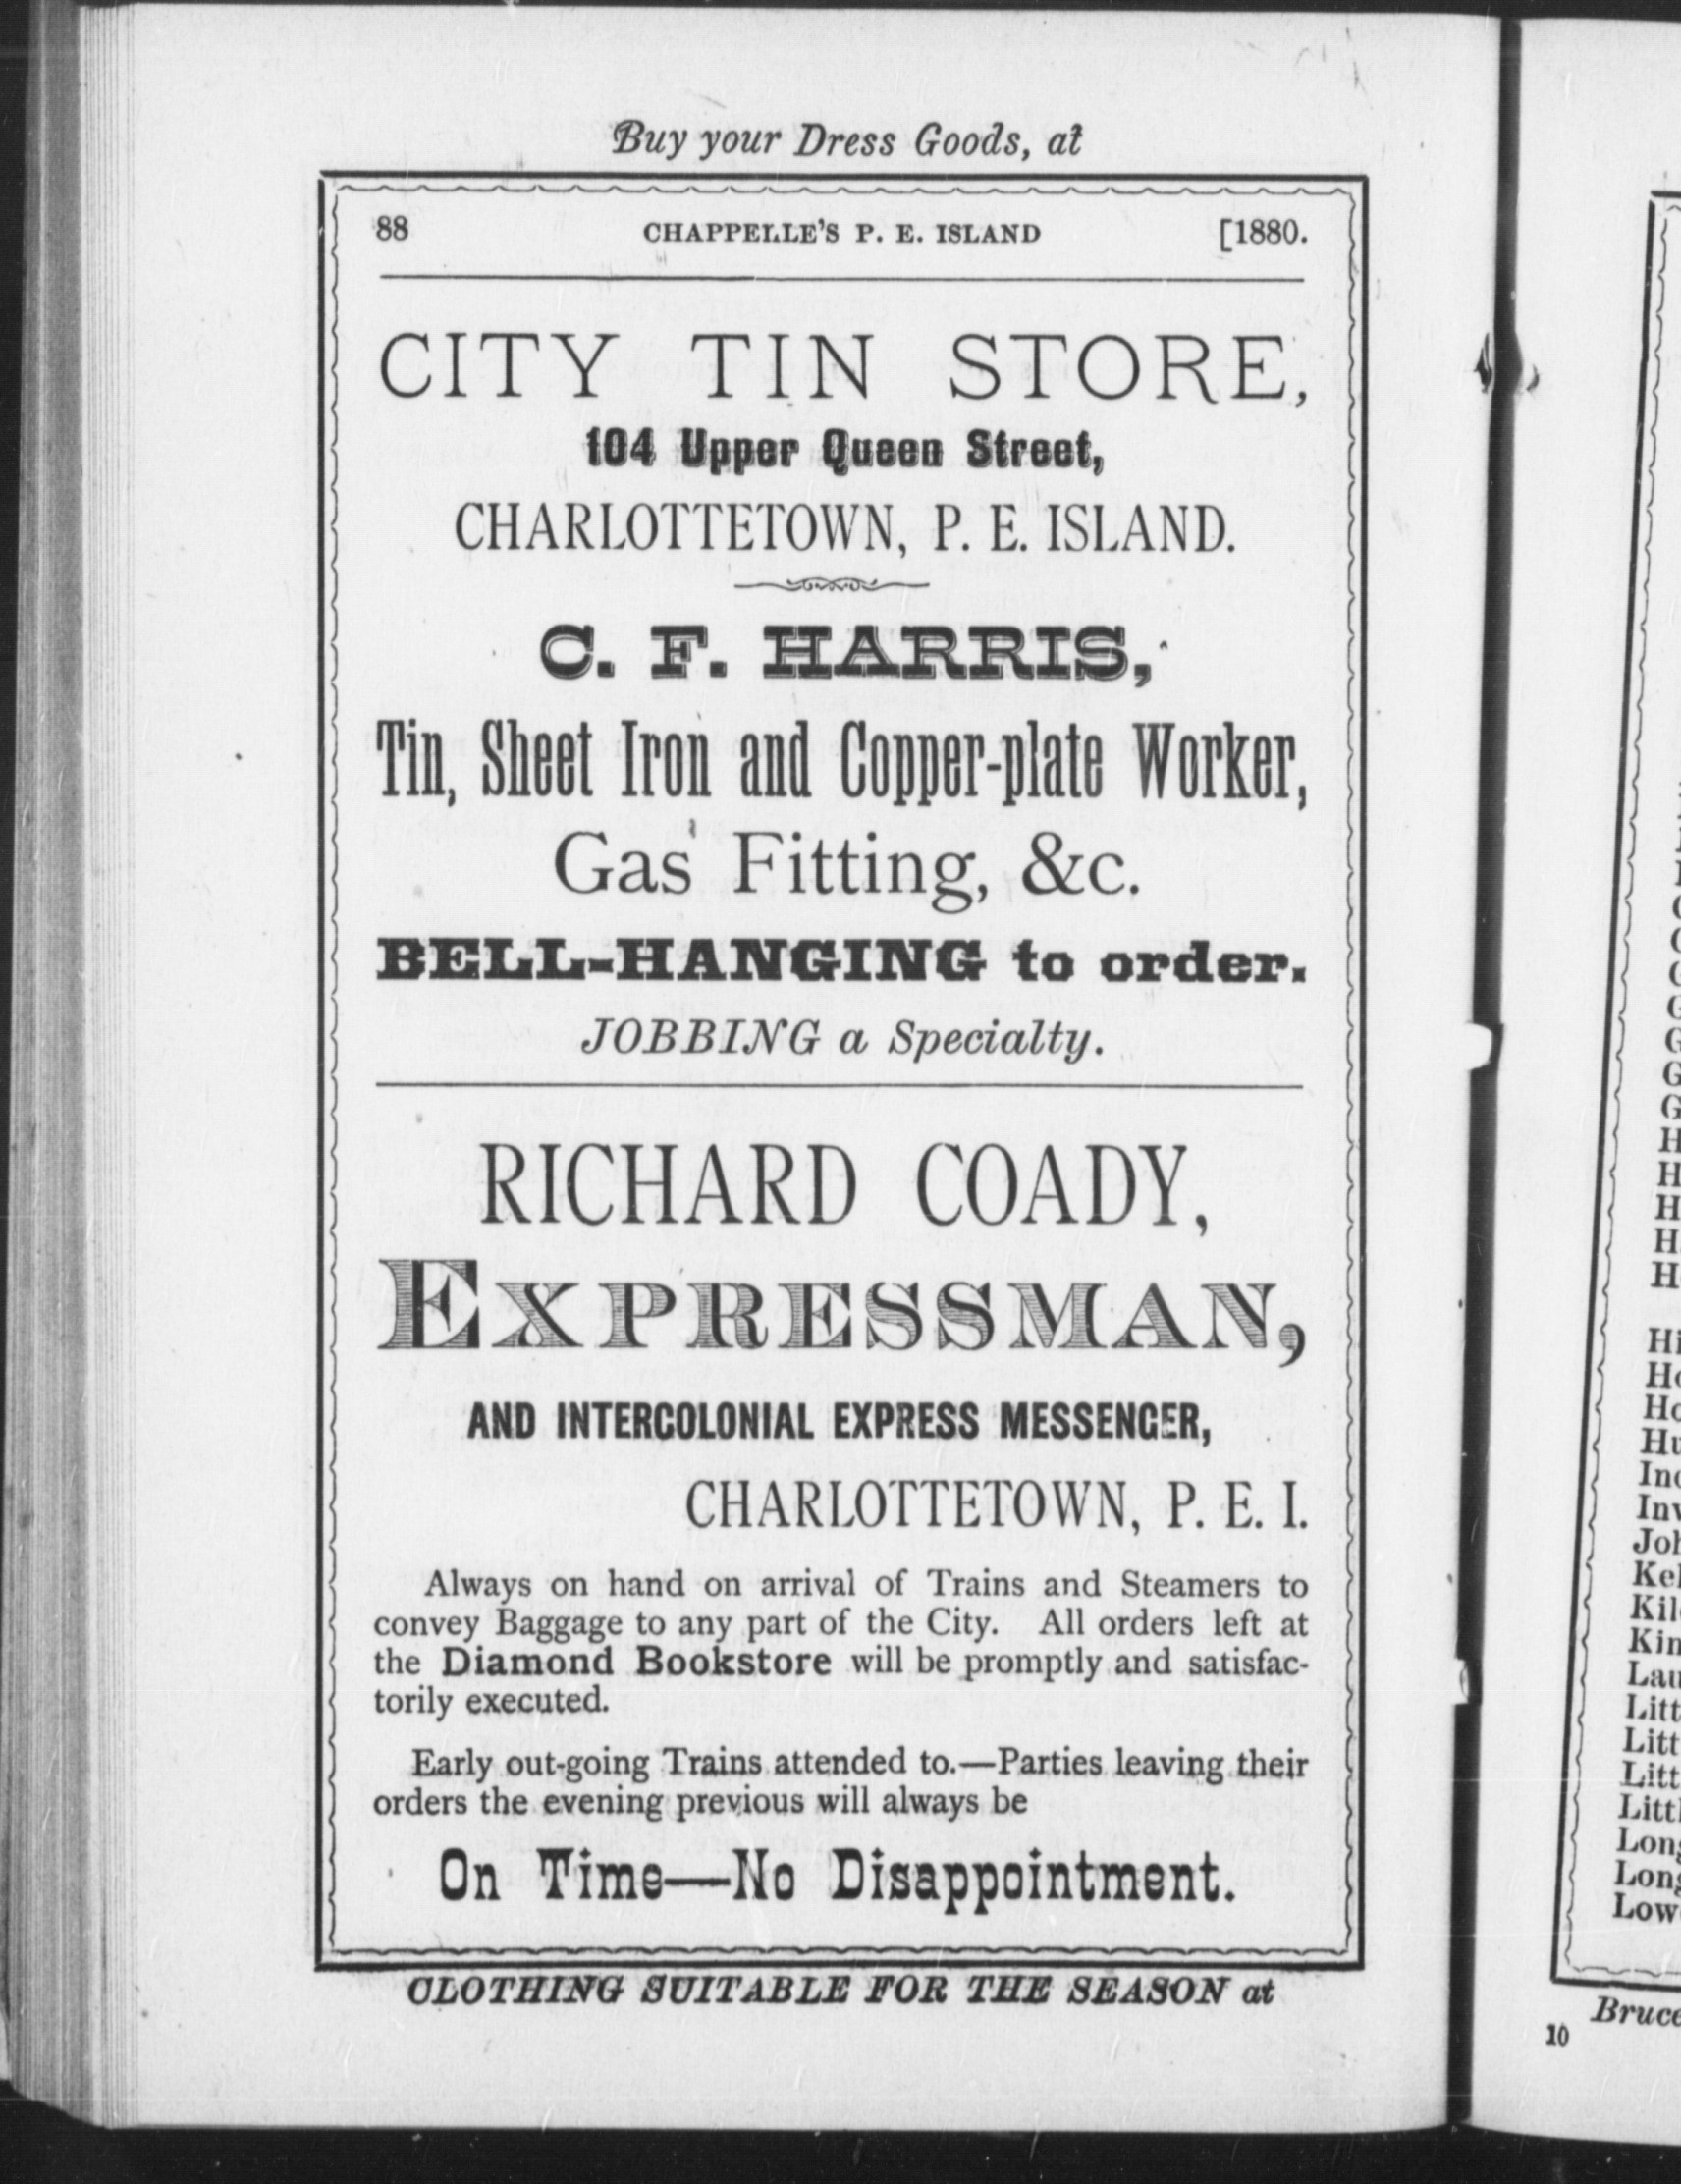 Buy your Dress Goods, at
88 CHAPPELLE'S P. E. ISLAND [1880.
CITY TIN STORE,
104 Upper Queen Street,
CHARLOTTETOWN, P. E. ISLAND.
C. F. HARRIS,
Tin, Sheet Iron and Copper-plate Worker,
Gas Fitting, &c.
BELL-HANGING to order.
JOBBING a Specialty.
RICHARD COADY,
EXPRESSMAN,
AND INTERCOLONIAL EXPRESS MESSENGER,
CHARLOTTETOWN, P. E. I.
Always on hand on arrival of Trains and Steamers to
convey Baggage to any part of the City. All orders left at
the Diamond Bookstore will be promptly and satisfac-
torily executed.
Early out-going Trains attended to.—Parties leaving their
orders the evening previous will always be
On Time—No Disappointment.
CLOTHING SUITABLE FOR THE SEASON at
Bruce
10